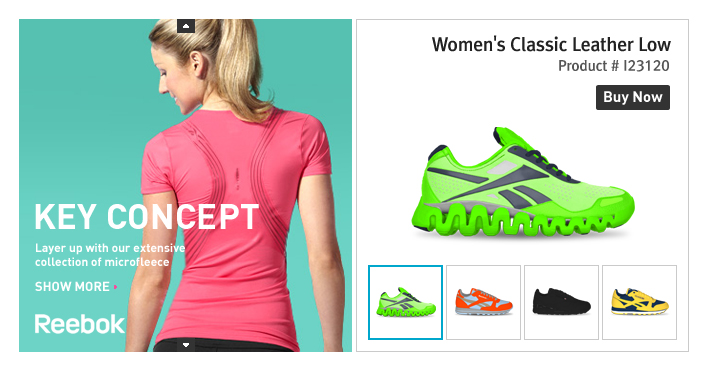 KEY CONCEPT
Layer up with our extensive
collection of microfleece
SHOW MORE
Reebok
Women's Classic Leather Low
Product # I23120
Buy Now